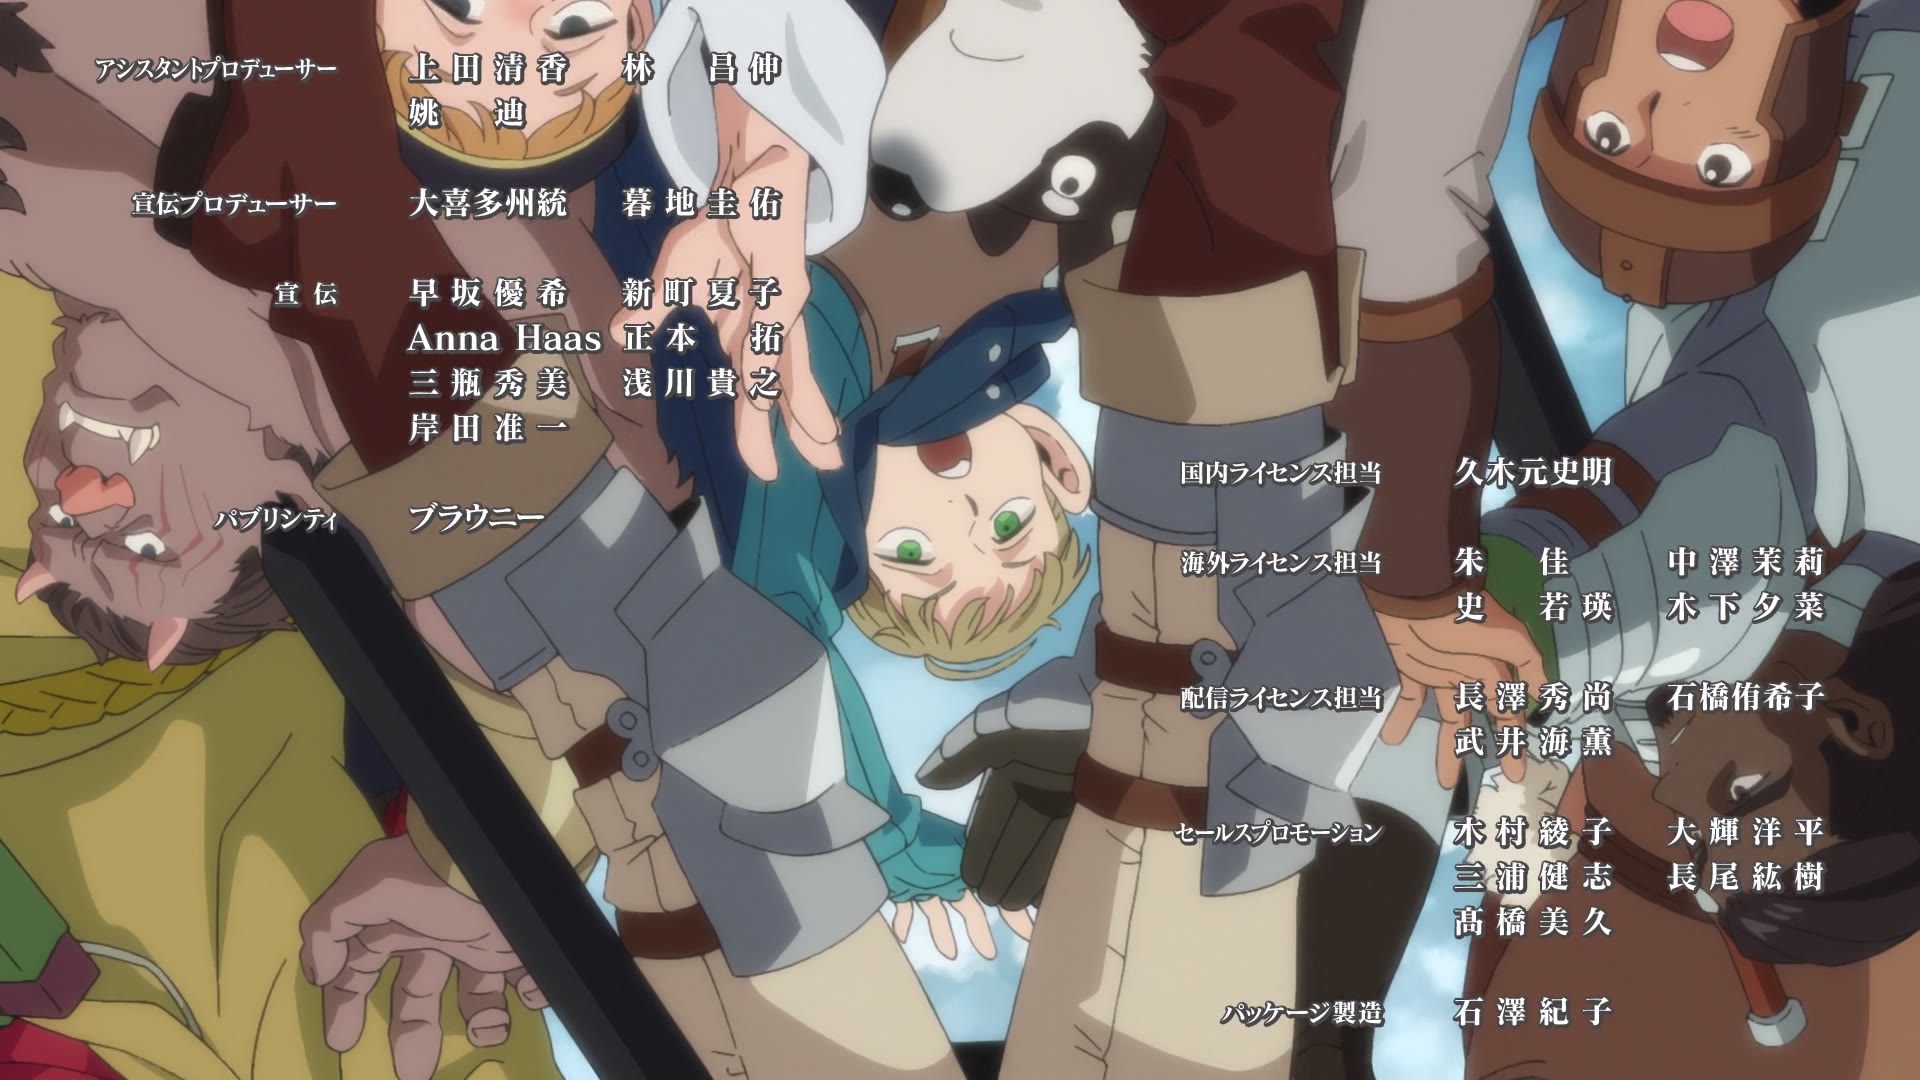 アシスタントプロデューサー 上田清香 林 昌伸
姚 迪
宣伝プロデューサー 大喜多州統 暮地圭佑
宣伝 早坂優希 新町夏子
Anna Haas 正本 拓
三瓶秀美 浅川貴之
岸田准一
パブリシティ ブラウニー
国内ライセンス担当 久木元史明
海外ライセンス担当 朱 佳 中澤茉莉
史 若瑛 木下夕菜
配信ライセンス担当 長澤秀尚 石橋侑希子
武井海薫
セールスプロモーション 木村綾子 大輝洋平
三浦健志 長尾紘樹
髙橋美久
パッケージ製造 石澤紀子